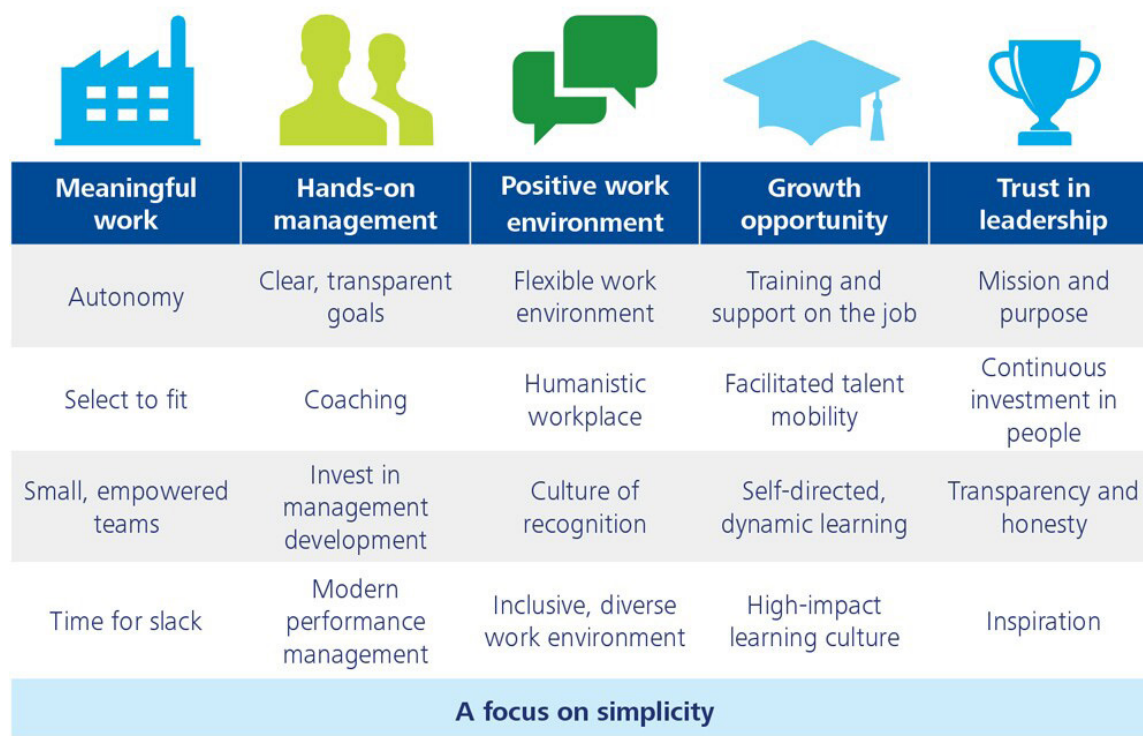 Meaningful
work
Hands-on
management
Positive work
environment
Growth
opportunity
Trust in
leadership
Autonomy
Clear, transparent
goals
Flexible work
environment
Training and
support on the job
Mission and
purpose
Select to fit
Coaching
Humanistic
workplace
Facilitated talent
mobility
Continuous
investment in
people
Small, empowered
teams
Invest in
management
development
Culture of
recognition
Self-directed,
dynamic learning
Transparency and
honesty
Time for slack
Modern
performance
management
Inclusive, diverse
work environment
High-impact
learning culture
Inspiration
A focus on simplicity